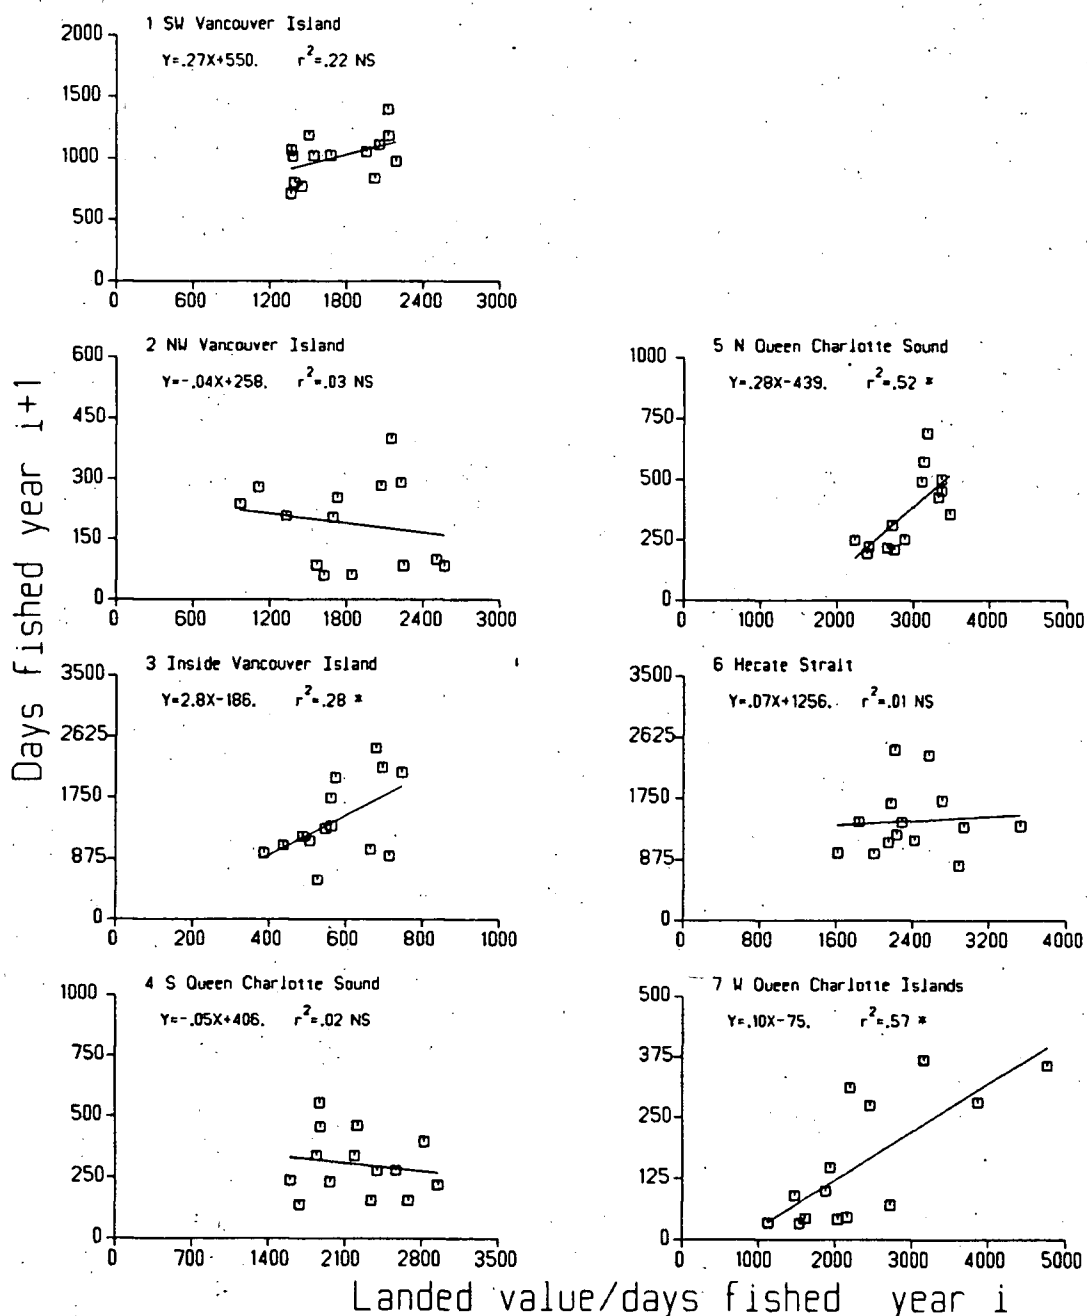 1 SW Vancouver Island
Y=.27X+550. r²=.22 NS
2000
1500
1000
500
0
0 600 1200 1800 2400 3000
2 NW Vancouver Island
Y=-.04X+258. r²=.03 NS
600
450
300
150
0
0 600 1200 1800 2400 3000
3 Inside Vancouver Island
Y=2.8X-186. r²=.28 *
3500
2625
1750
875
0
0 200 400 600 800 1000
4 S Queen Charlotte Sound
Y=-.05X+406. r²=.02 NS
1000
750
500
250
0
0 700 1400 2100 2800 3500
5 N Queen Charlotte Sound
Y=.28X-439. r²=.52 *
1000
750
500
250
0
0 1000 2000 3000 4000 5000
6 Hecate Strait
Y=.07X+1256. r²=.01 NS
3500
2625
1750
875
0
0 800 1600 2400 3200 4000
7 W Queen Charlotte Islands
Y=.10X-75. r²=.57 *
500
375
250
125
0
0 1000 2000 3000 4000 5000
Days fished year i+1
Landed value/days fished year i